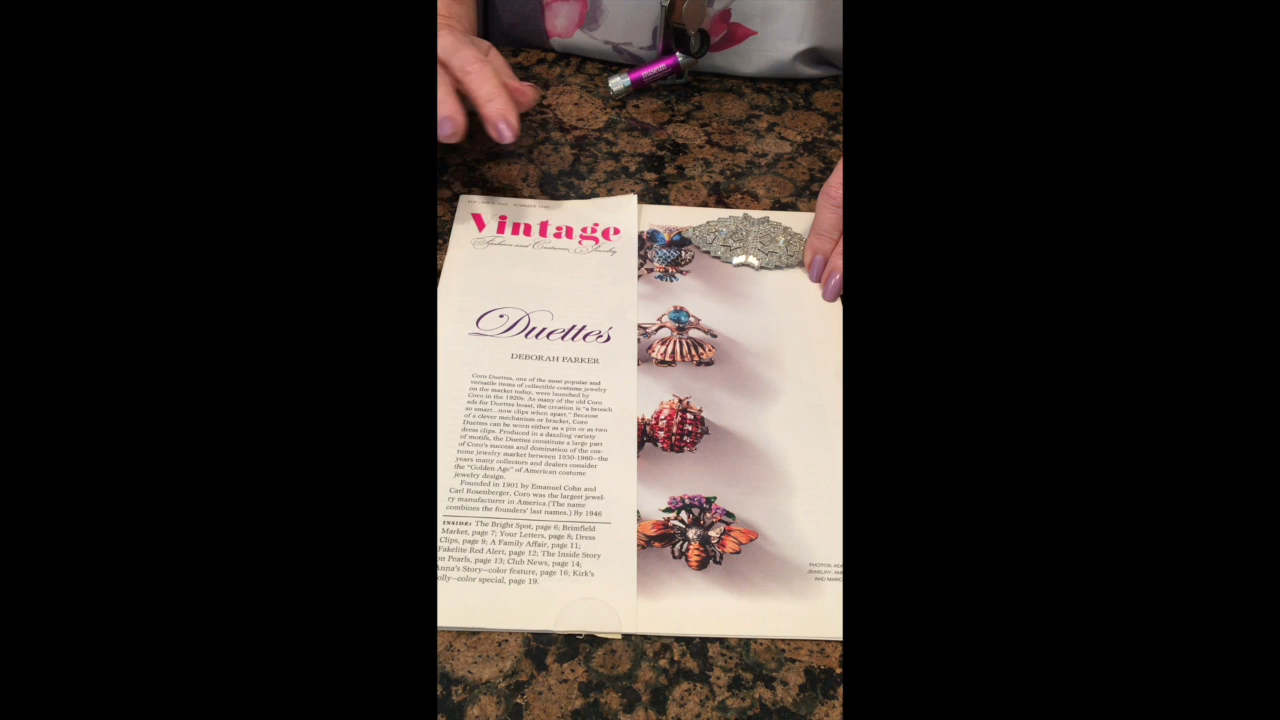 museum
Vintage
Fashion and Costume Jewelry
Duettes
DEBORAH PARKER
Coro Duettes, one of the most popular and
versatile items of collectible costume jewelry
on the market today, were launched by
Coro in the 1920s. As many of the old Coro
ads for Duettes boast, the creation is "a brooch
so smart...now clips when apart." Because
of a clever mechanism or bracket, Coro
Duettes can be worn either as a pin or as two
dress clips. Produced in a dazzling variety
of motifs, the Duettes constitute a large part
of Coro's success and domination of the cos-
tume jewelry market between 1930-1960—the
years many collectors and dealers consider
the "Golden Age" of American costume
jewelry design.
Founded in 1901 by Emanuel Cohn and
Carl Rosenberger, Coro was the largest jewel-
ry manufacturer in America.(The name
combines the founders' last names.) By 1946
INSIDE: The Bright Spot, page 6; Brimfield
Market, page 7; Your Letters, page 8; Dress
Clips, page 9; A Family Affair, page 11;
Fakelite Red Alert, page 12; The Inside Story
on Pearls, page 13; Club News, page 14;
Anna's Story—color feature, page 16; Kirk's
olly—color special, page 19.
PHOTOS,
JEWELRY:
AND